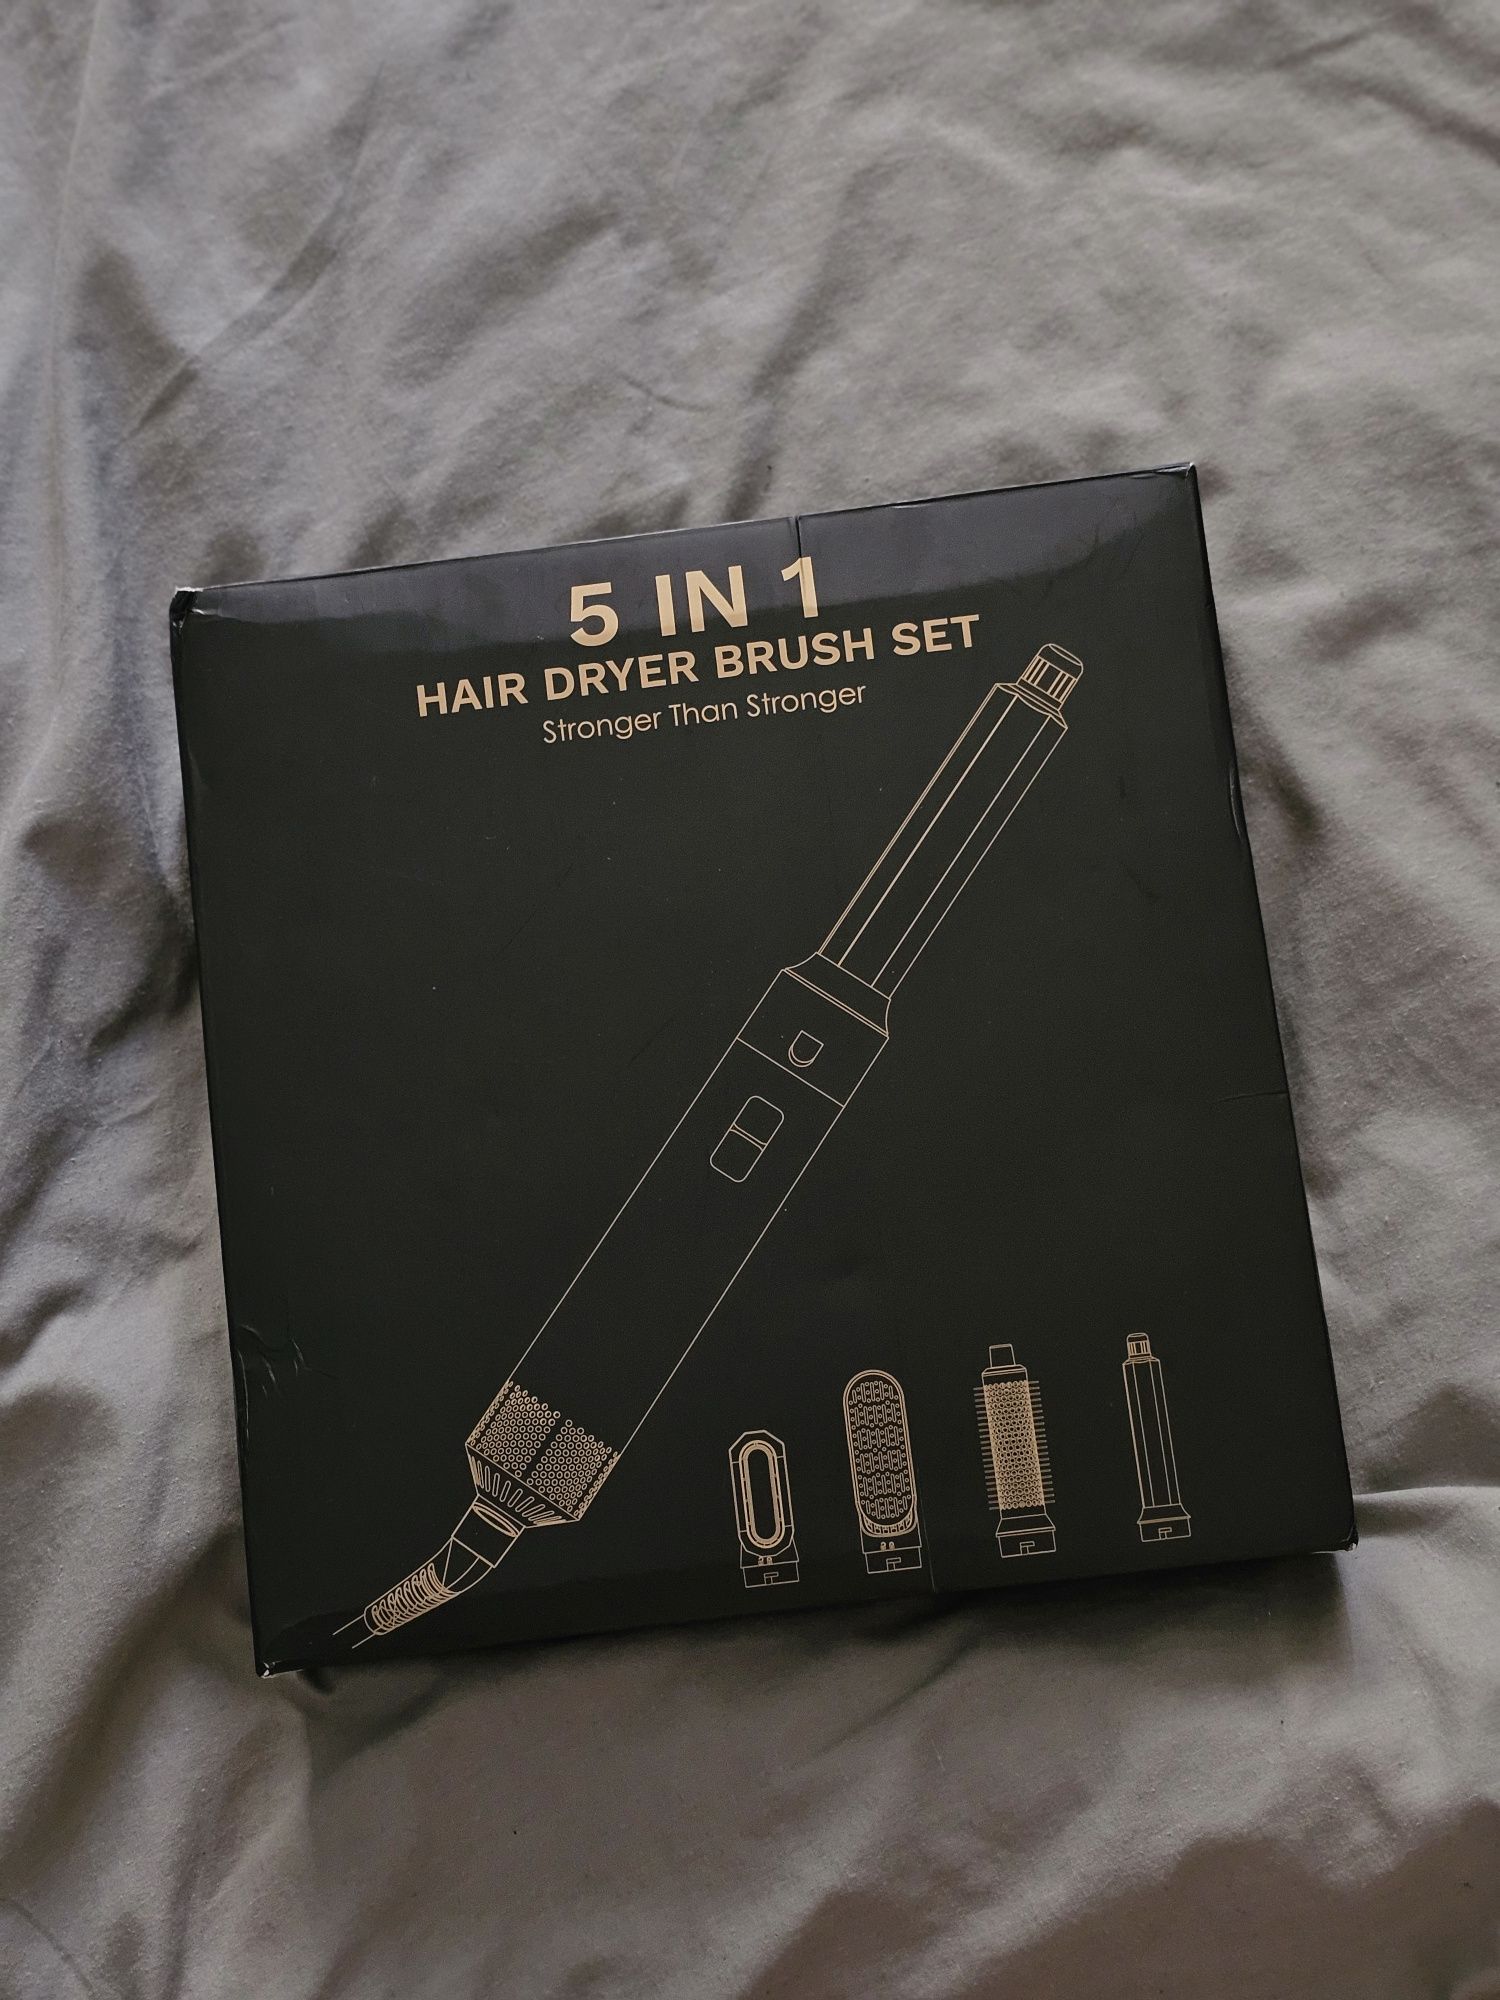 5 IN 1
HAIR DRYER BRUSH SET
Stronger Than Stronger